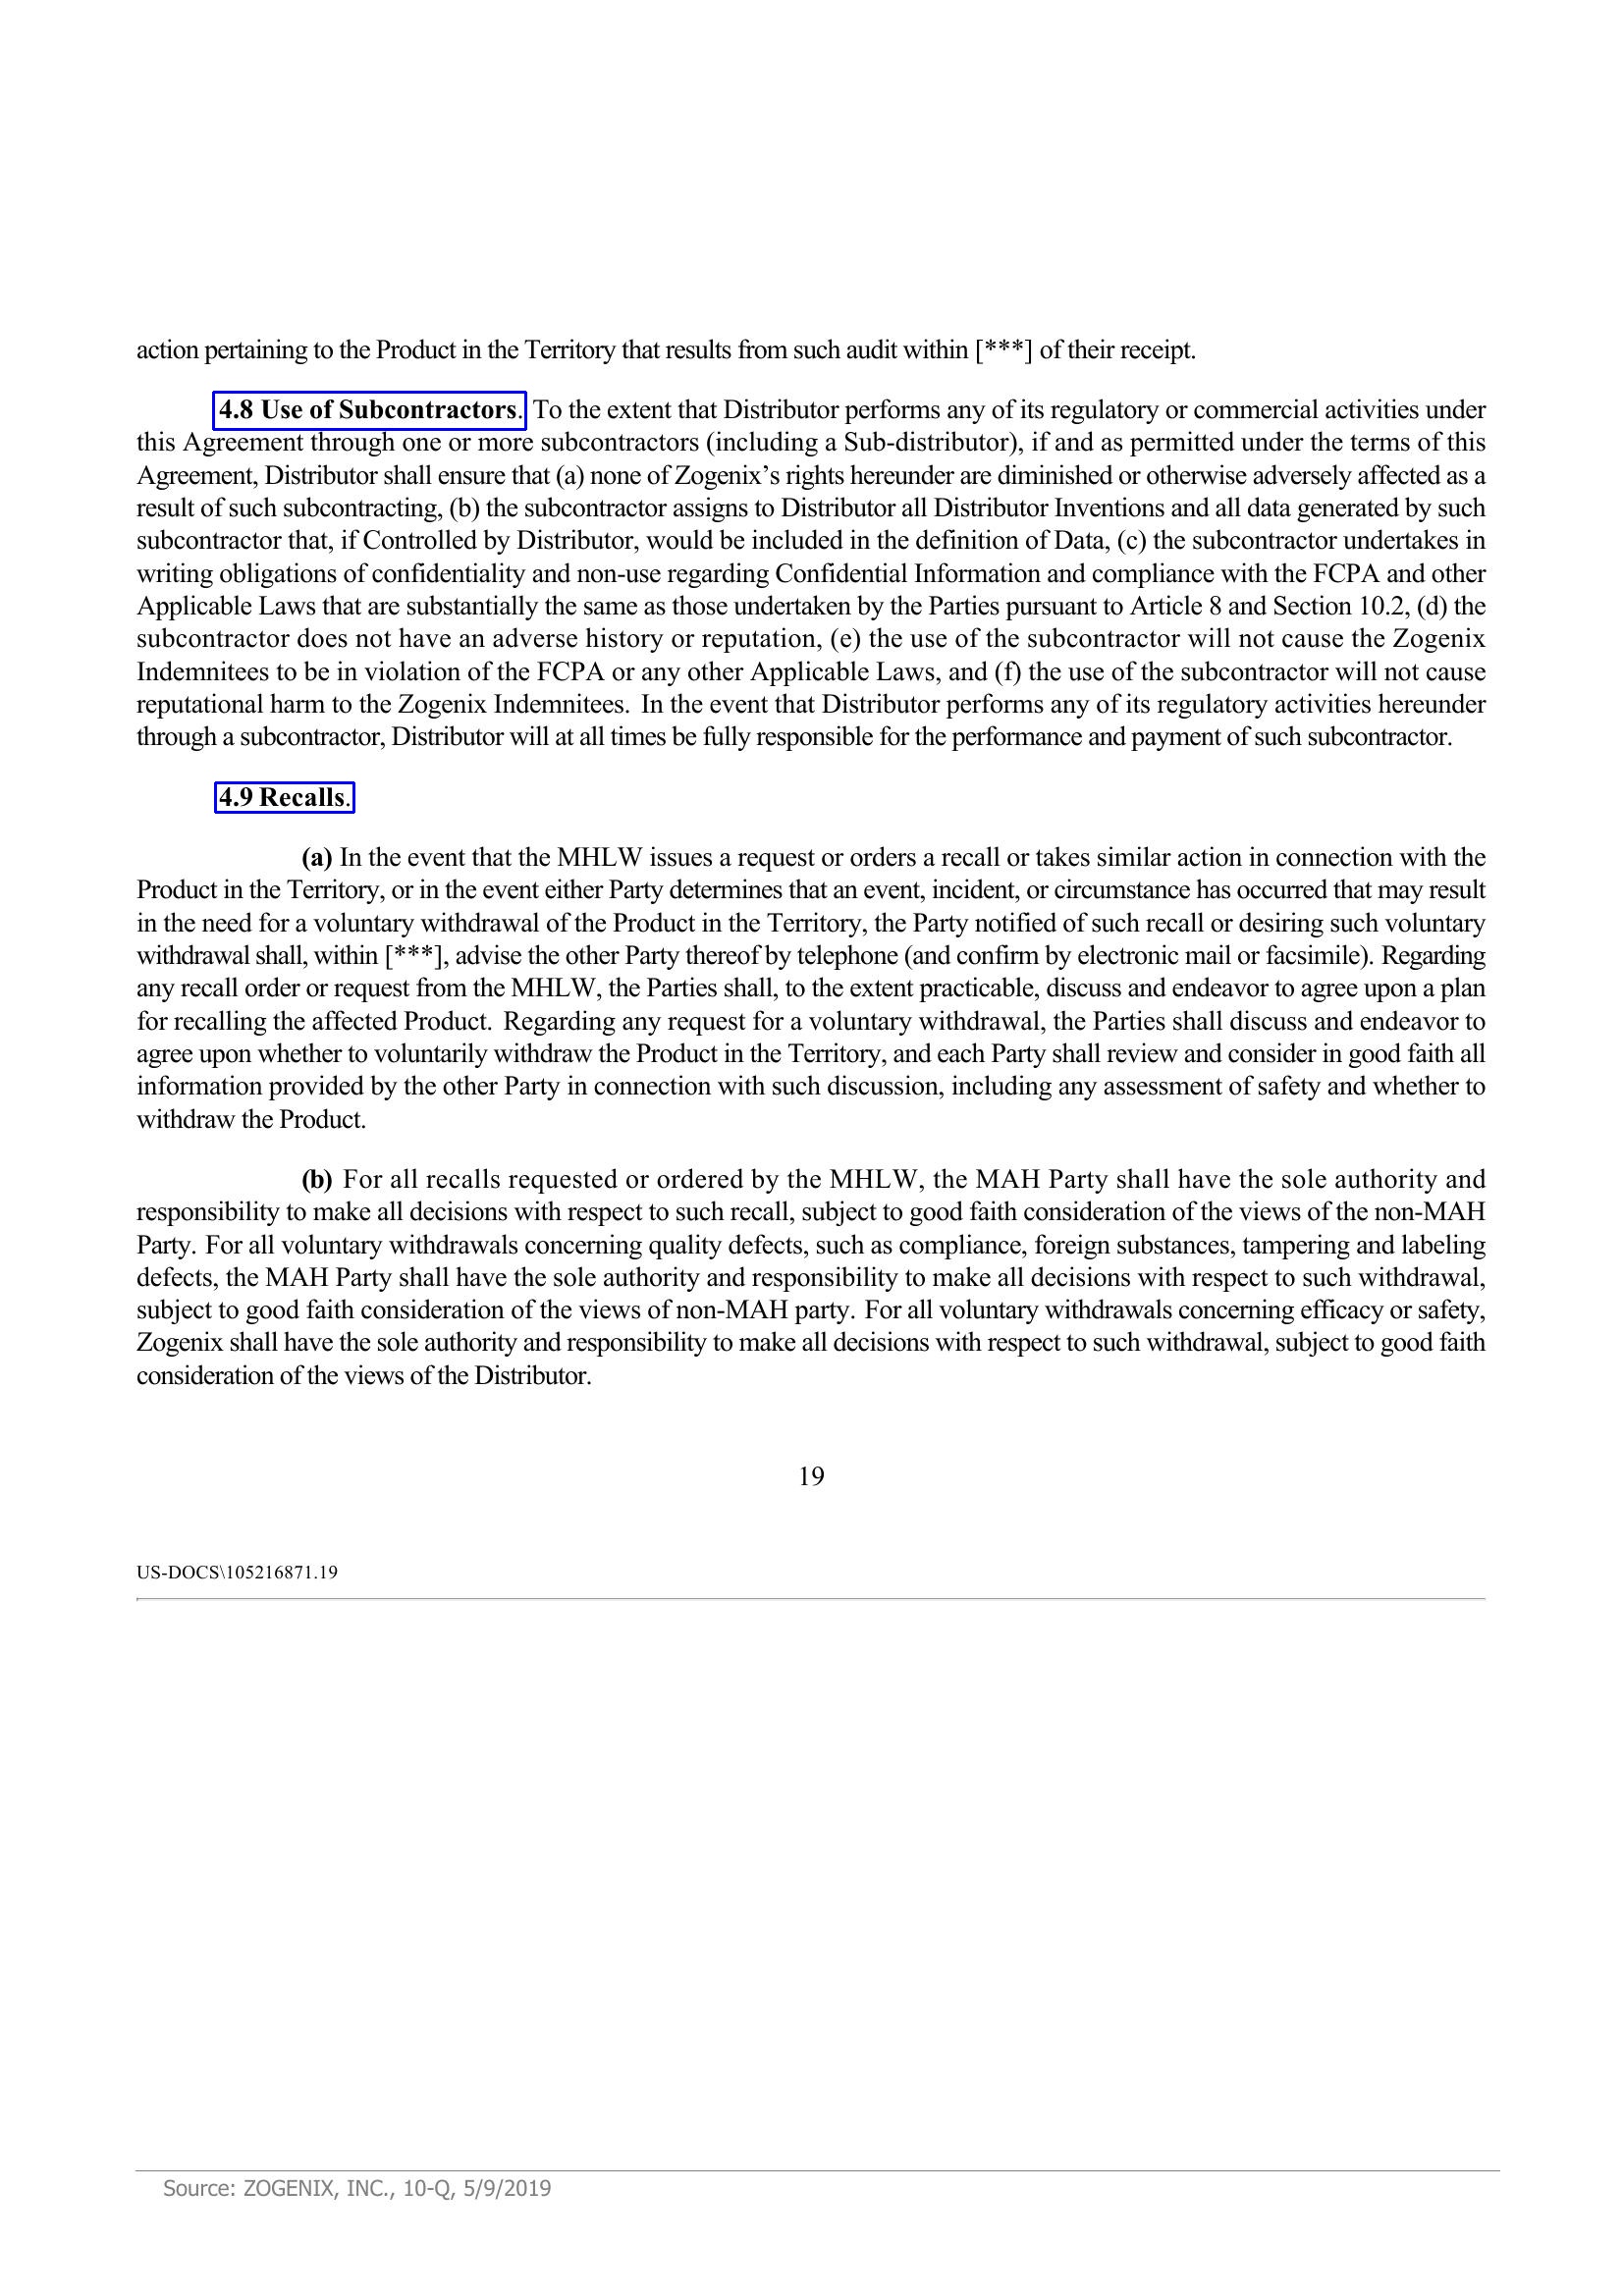 action pertaining to the Product in the Territory that results from such audit within [***] of their receipt.
4.8 Use of Subcontractors. To the extent that Distributor performs any of its regulatory or commercial activities under
this Agreement through one or more subcontractors (including a Sub-distributor), if and as permitted under the terms of this
Agreement, Distributor shall ensure that (a) none of Zogenix’s rights hereunder are diminished or otherwise adversely affected as a
result of such subcontracting, (b) the subcontractor assigns to Distributor all Distributor Inventions and all data generated by such
subcontractor that, if Controlled by Distributor, would be included in the definition of Data, (c) the subcontractor undertakes in
writing obligations of confidentiality and non-use regarding Confidential Information and compliance with the FCPA and other
Applicable Laws that are substantially the same as those undertaken by the Parties pursuant to Article 8 and Section 10.2, (d) the
subcontractor does not have an adverse history or reputation, (e) the use of the subcontractor will not cause the Zogenix
Indemnitees to be in violation of the FCPA or any other Applicable Laws, and (f) the use of the subcontractor will not cause
reputational harm to the Zogenix Indemnitees. In the event that Distributor performs any of its regulatory activities hereunder
through a subcontractor, Distributor will at all times be fully responsible for the performance and payment of such subcontractor.
4.9 Recalls.
(a) In the event that the MHLW issues a request or orders a recall or takes similar action in connection with the
Product in the Territory, or in the event either Party determines that an event, incident, or circumstance has occurred that may result
in the need for a voluntary withdrawal of the Product in the Territory, the Party notified of such recall or desiring such voluntary
withdrawal shall, within [***], advise the other Party thereof by telephone (and confirm by electronic mail or facsimile). Regarding
any recall order or request from the MHLW, the Parties shall, to the extent practicable, discuss and endeavor to agree upon a plan
for recalling the affected Product. Regarding any request for a voluntary withdrawal, the Parties shall discuss and endeavor to
agree upon whether to voluntarily withdraw the Product in the Territory, and each Party shall review and consider in good faith all
information provided by the other Party in connection with such discussion, including any assessment of safety and whether to
withdraw the Product.
(b) For all recalls requested or ordered by the MHLW, the MAH Party shall have the sole authority and
responsibility to make all decisions with respect to such recall, subject to good faith consideration of the views of the non-MAH
Party. For all voluntary withdrawals concerning quality defects, such as compliance, foreign substances, tampering and labeling
defects, the MAH Party shall have the sole authority and responsibility to make all decisions with respect to such withdrawal,
subject to good faith consideration of the views of non-MAH party. For all voluntary withdrawals concerning efficacy or safety,
Zogenix shall have the sole authority and responsibility to make all decisions with respect to such withdrawal, subject to good faith
consideration of the views of the Distributor.
19
US-DOCS\105216871.19
Source: ZOGENIX, INC., 10-Q, 5/9/2019